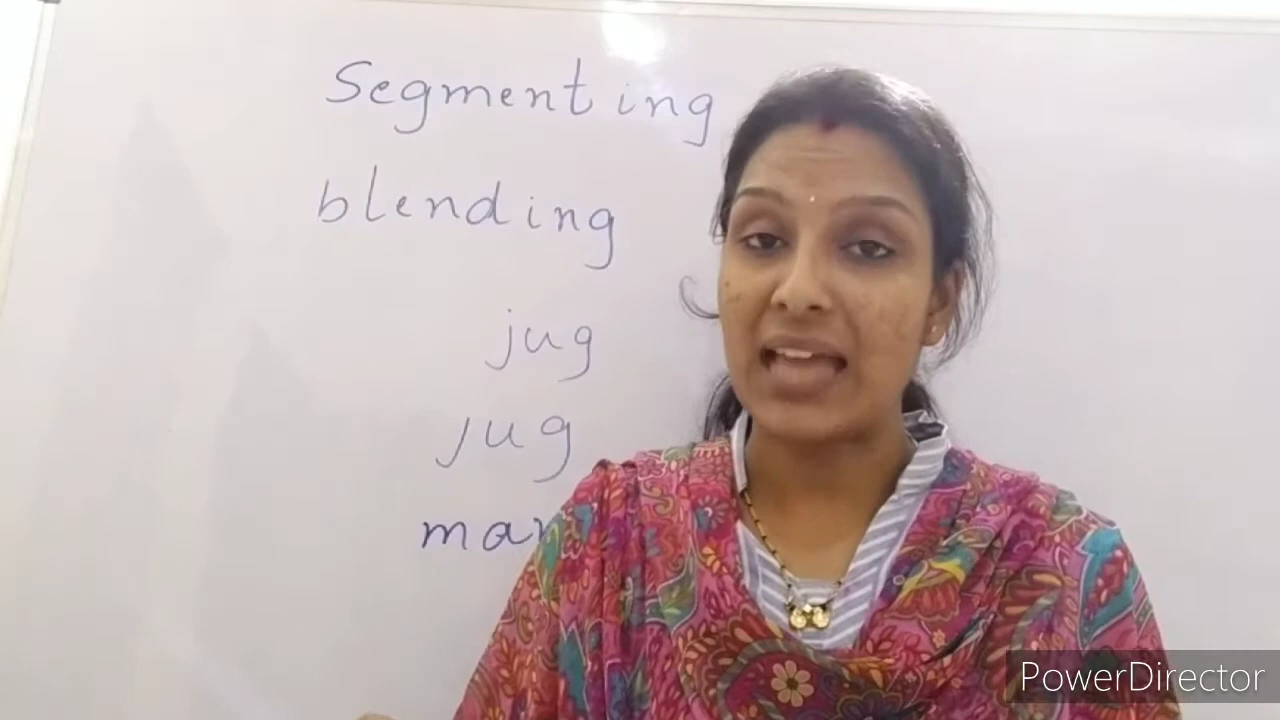 Segmenting
blending
jug
jug
PowerDirector